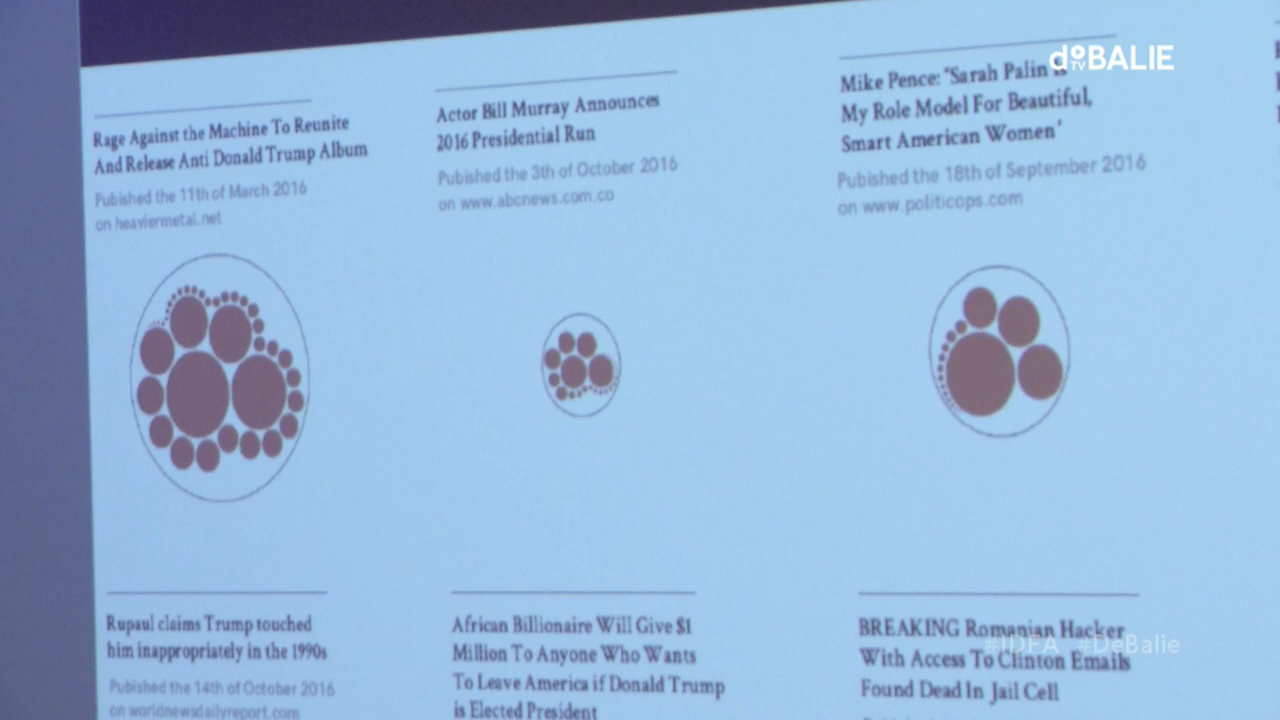 doBALIE
TV
Rage Against the Machine To Reunite
And Release Anti Donald Trump Album
Pubished the 11th of March 2016
on heaviermetal.net
Actor Bill Murray Announces
2016 Presidential Run
Pubished the 3th of October 2016
on www.abcnews.com.co
Mike Pence: "Sarah Palin Is
My Role Model For Beautiful,
Smart American Women'
Pubished the 18th of September 2016
on www.politicops.com
Rupaul claims Trump touched
him inappropriately in the 1990s
Pubished the 14th of October 2016
on worldnewsdailyreport.com
African Billionaire Will Give $1
Million To Anyone Who Wants
To Leave America if Donald Trump
is Elected President
BREAKING Romanian Hacker
With Access To Clinton Emails
Found Dead In Jail Cell
#IDFA #DeBalie